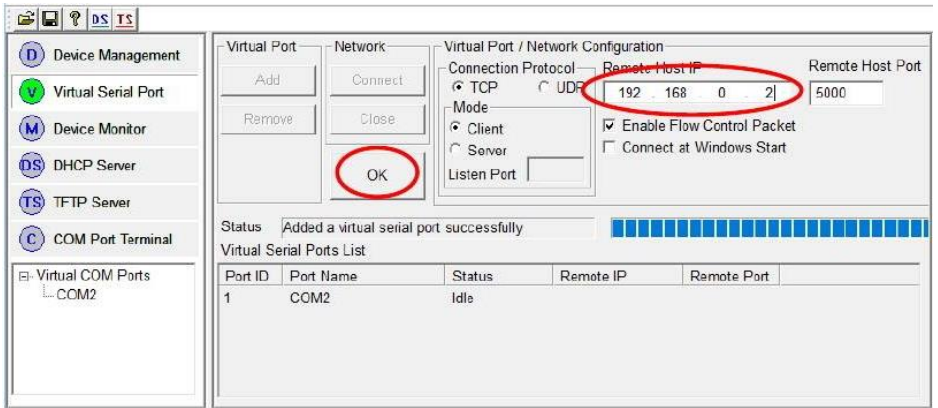 ? DS TS
D Device Management
V Virtual Serial Port
M Device Monitor
DS DHCP Server
TS TFTP Server
C COM Port Terminal
Virtual COM Ports
COM2
Virtual Port
Add
Remove
Network
Connect
Close
OK
Virtual Port / Network Configuration
Connection Protocol
TCP UDP
Mode
Client
Server
Listen Port
Remote Host IP
192 . 168 . 0 . 2
Remote Host Port
5000
Enable Flow Control Packet
Connect at Windows Start
Status Added a virtual serial port successfully
Virtual Serial Ports List
Port ID Port Name Status Remote IP Remote Port
1 COM2 Idle